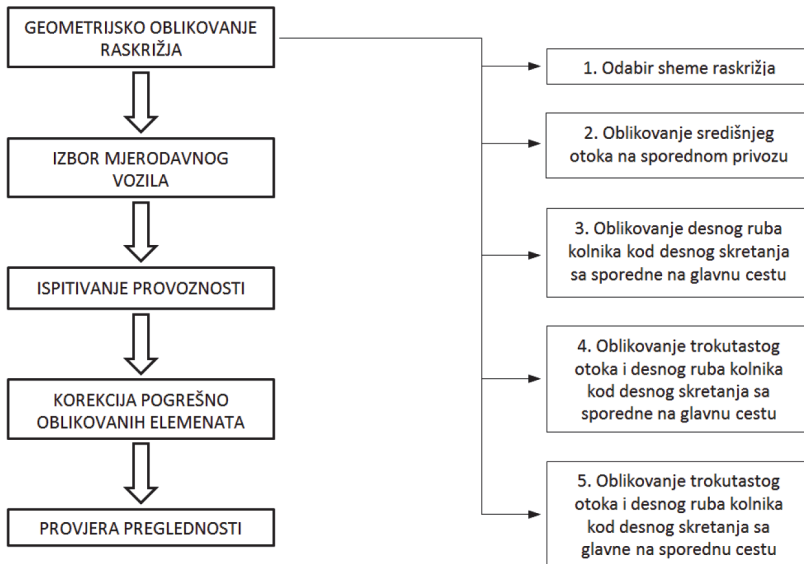 GEOMETRIJSKO OBLIKOVANJE
RASKRIŽJA
IZBOR MJERODAVNOG
VOZILA
ISPITIVANJE PROVOZNOSTI
KOREKCIJA POGREŠNO
OBLIKOVANIH ELEMENATA
PROVJERA PREGLEDNOSTI
1. Odabir sheme raskrižja
2. Oblikovanje središnjeg
otoka na sporednom privozu
3. Oblikovanje desnog ruba
kolnika kod desnog skretanja
sa sporedne na glavnu cestu
4. Oblikovanje trokutastog
otoka i desnog ruba kolnika
kod desnog skretanja sa
sporedne na glavnu cestu
5. Oblikovanje trokutastog
otoka i desnog ruba kolnika
kod desnog skretanja sa
glavne na sporednu cestu